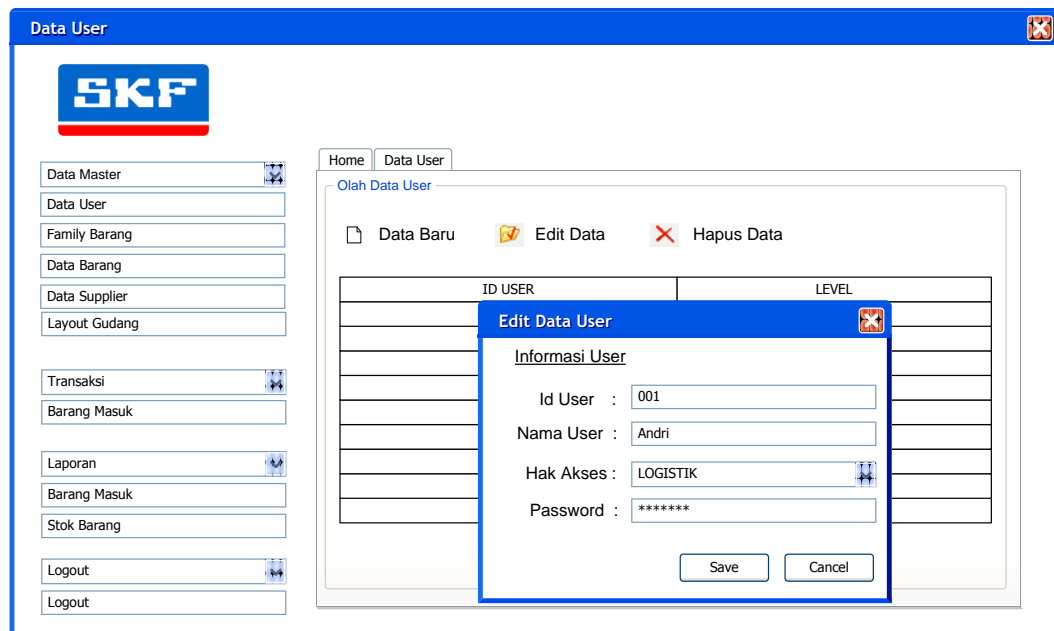 Data User
SKF
Data Master
Data User
Family Barang
Data Barang
Data Supplier
Layout Gudang
Transaksi
Barang Masuk
Laporan
Barang Masuk
Stok Barang
Logout
Logout
Home Data User
Olah Data User
Data Baru Edit Data Hapus Data
ID USER LEVEL
Edit Data User
Informasi User
Id User : 001
Nama User : Andri
Hak Akses : LOGISTIK
Password : *******
Save Cancel